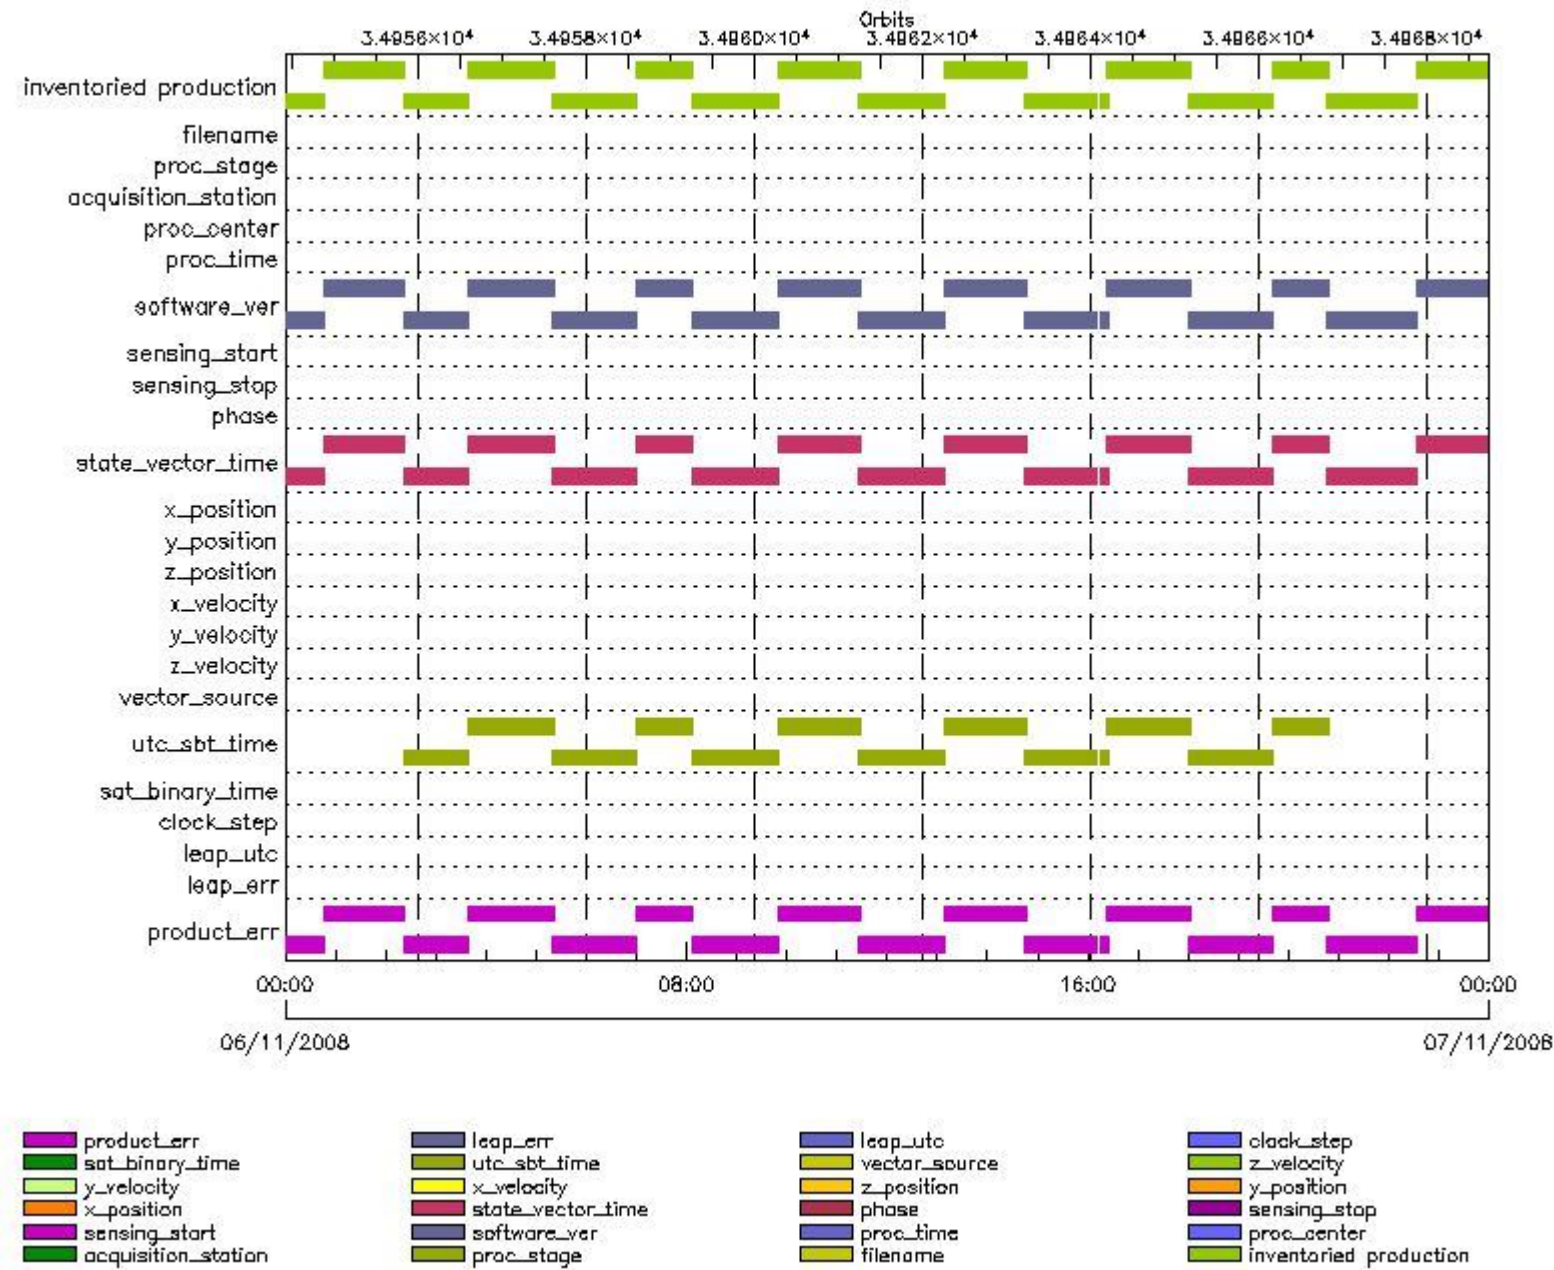 Orbits
3.4956×10⁴ 3.4958×10⁴ 3.4960×10⁴ 3.4962×10⁴ 3.4964×10⁴ 3.4966×10⁴ 3.4968×10⁴
inventoried production
filename
proc_stage
acquisition_station
proc_center
proc_time
software_ver
sensing_start
sensing_stop
phase
state_vector_time
x_position
y_position
z_position
x_velocity
y_velocity
z_velocity
vector_source
utc_sbt_time
sat_binary_time
clock_step
leap_utc
leap_err
product_err
00:00 08:00 16:00 00:00
06/11/2008 07/11/2008
product_err leap_err leap_utc clock_step
sat_binary_time utc_sbt_time vector_source z_velocity
y_velocity x_velocity z_position y_position
x_position state_vector_time phase sensing_stop
sensing_start software_ver proc_time proc_center
acquisition_station proc_stage filename inventoried production